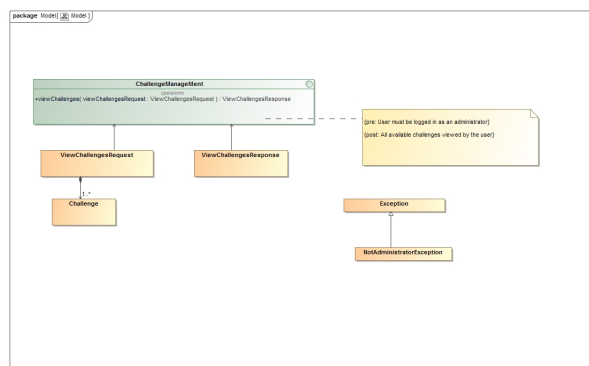 package Model [ Model ]
ChallengeManageMent
operations
+viewChallenges( viewChallengesRequest : ViewChallengesRequest ) : ViewChallengesResponse
{pre: User must be logged in as an administrator}
{post: All available challenges viewed by the user}
ViewChallengesRequest
ViewChallengesResponse
1..*
Challenge
Exception
NotAdministratorException